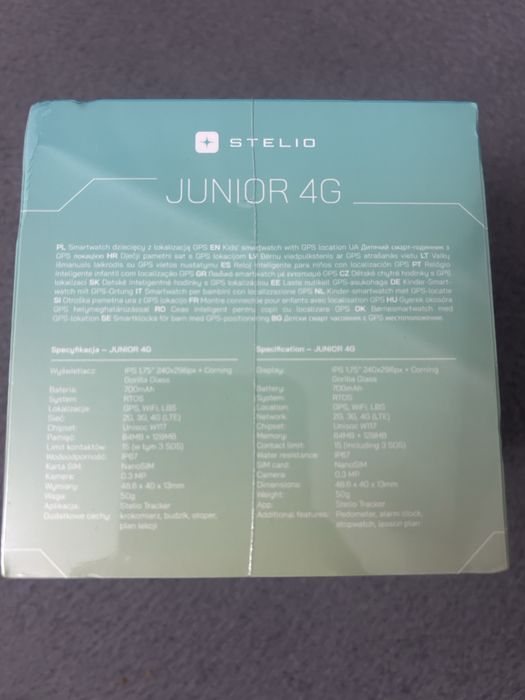 STELIO
JUNIOR 4G
PL Smartwatch dziecięcy z lokalizacją GPS EN Kids' smartwatch with GPS location UA Дитячий смарт-годинник з
GPS локацією HR Dječji pametni sat s GPS lokacijom LV Bērnu viedpulkstenis ar GPS atrašanās vietu LT Vaikų
išmanusis laikrodis su GPS vietos nustatymu ES Reloj inteligente para niños con localización GPS PT Relógio
inteligente infantil com localização GPS GR Παιδικό smartwatch με εντοπισμό GPS CZ Dětské chytré hodinky s GPS
lokalizací SK Detské inteligentné hodinky s GPS lokalizáciou EE Laste nutikell GPS-asukohaga DE Kinder-Smart-
watch mit GPS-Ortung IT Smartwatch per bambini con localizzazione GPS NL Kinder-smartwatch met GPS-locatie
SI Otroška pametna ura z GPS lokacijo FR Montre connectée pour enfants avec localisation GPS HU Gyerek okosóra
GPS helymeghatározással RO Ceas inteligent pentru copii cu localizare GPS DK Børnesmartwatch med
GPS-lokation SE Smartklocka för barn med GPS-positionering BG Детски смарт часовник с GPS местоположение
Specyfikacja – JUNIOR 4G
Wyświetlacz: IPS 1,75" 240x296px + Corning
Gorilla Glass
Bateria: 700mAh
System: RTOS
Lokalizacja: GPS, WiFi, LBS
Sieć: 2G, 3G, 4G (LTE)
Chipset: Unisoc W117
Pamięć: 64MB + 128MB
Limit kontaktów: 15 (w tym 3 SOS)
Wodoodporność: IP67
Karta SIM: NanoSIM
Kamera: 0.3 MP
Wymiary: 48.6 x 40 x 13mm
Waga: 50g
Aplikacja: Stelio Tracker
Dodatkowe cechy: krokomierz, budzik, stoper,
plan lekcji
Specification – JUNIOR 4G
Display: IPS 1,75" 240x296px + Corning
Gorilla Glass
Battery: 700mAh
System: RTOS
Location: GPS, WiFi, LBS
Network: 2G, 3G, 4G (LTE)
Chipset: Unisoc W117
Memory: 64MB + 128MB
Contact limit: 15 (including 3 SOS)
Water resistance: IP67
SIM card: NanoSIM
Camera: 0.3 MP
Dimensions: 48.6 x 40 x 13mm
Weight: 50g
App: Stelio Tracker
Additional features: Pedometer, alarm clock,
stopwatch, lesson plan